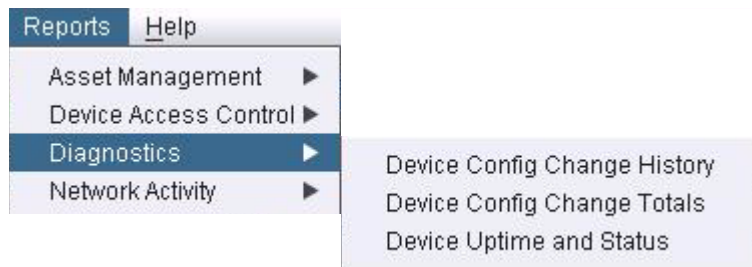 Reports Help
Asset Management
Device Access Control
Diagnostics
Network Activity
Device Config Change History
Device Config Change Totals
Device Uptime and Status